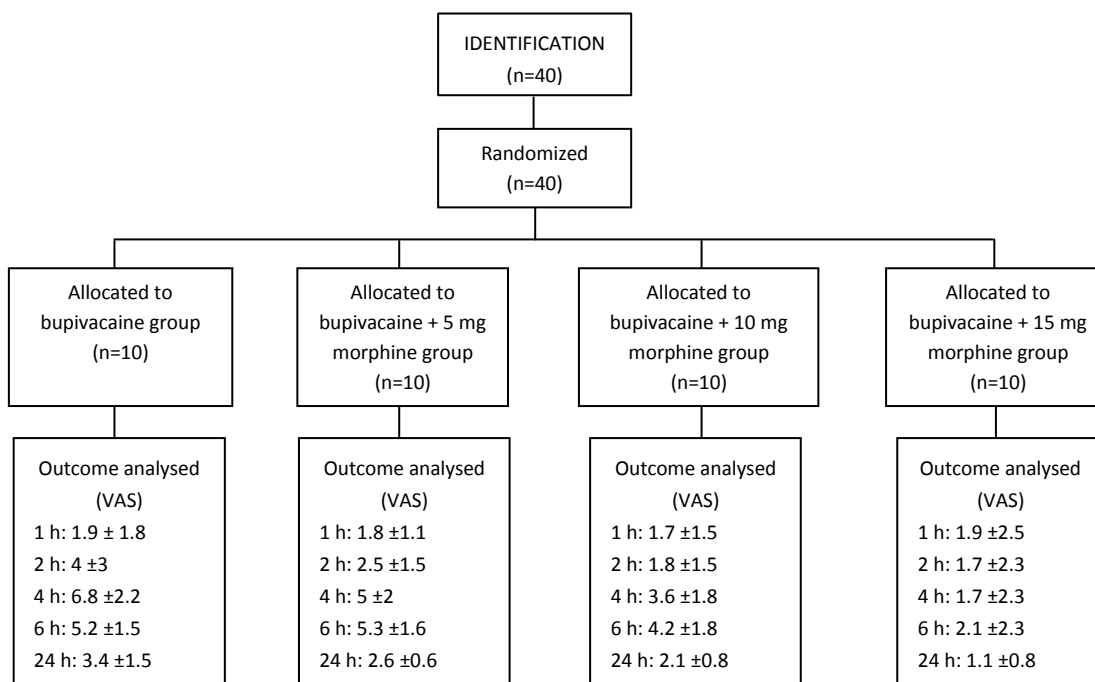 IDENTIFICATION
(n=40)
Randomized
(n=40)
Allocated to
bupivacaine group
(n=10)
Allocated to
bupivacaine + 5 mg
morphine group
(n=10)
Allocated to
bupivacaine + 10 mg
morphine group
(n=10)
Allocated to
bupivacaine + 15 mg
morphine group
(n=10)
Outcome analysed
(VAS)
1 h: 1.9 ± 1.8
2 h: 4 ±3
4 h: 6.8 ±2.2
6 h: 5.2 ±1.5
24 h: 3.4 ±1.5
Outcome analysed
(VAS)
1 h: 1.8 ±1.1
2 h: 2.5 ±1.5
4 h: 5 ±2
6 h: 5.3 ±1.6
24 h: 2.6 ±0.6
Outcome analysed
(VAS)
1 h: 1.7 ±1.5
2 h: 1.8 ±1.5
4 h: 3.6 ±1.8
6 h: 4.2 ±1.8
24 h: 2.1 ±0.8
Outcome analysed
(VAS)
1 h: 1.9 ±2.5
2 h: 1.7 ±2.3
4 h: 1.7 ±2.3
6 h: 2.1 ±2.3
24 h: 1.1 ±0.8